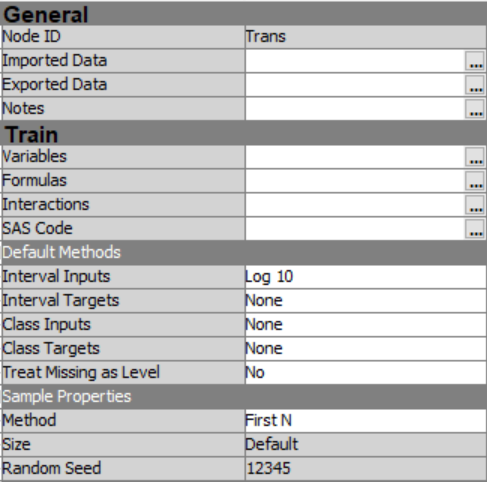 General
Node ID Trans
Imported Data ...
Exported Data ...
Notes ...
Train
Variables ...
Formulas ...
Interactions ...
SAS Code ...
Default Methods
Interval Inputs Log 10
Interval Targets None
Class Inputs None
Class Targets None
Treat Missing as Level No
Sample Properties
Method First N
Size Default
Random Seed 12345